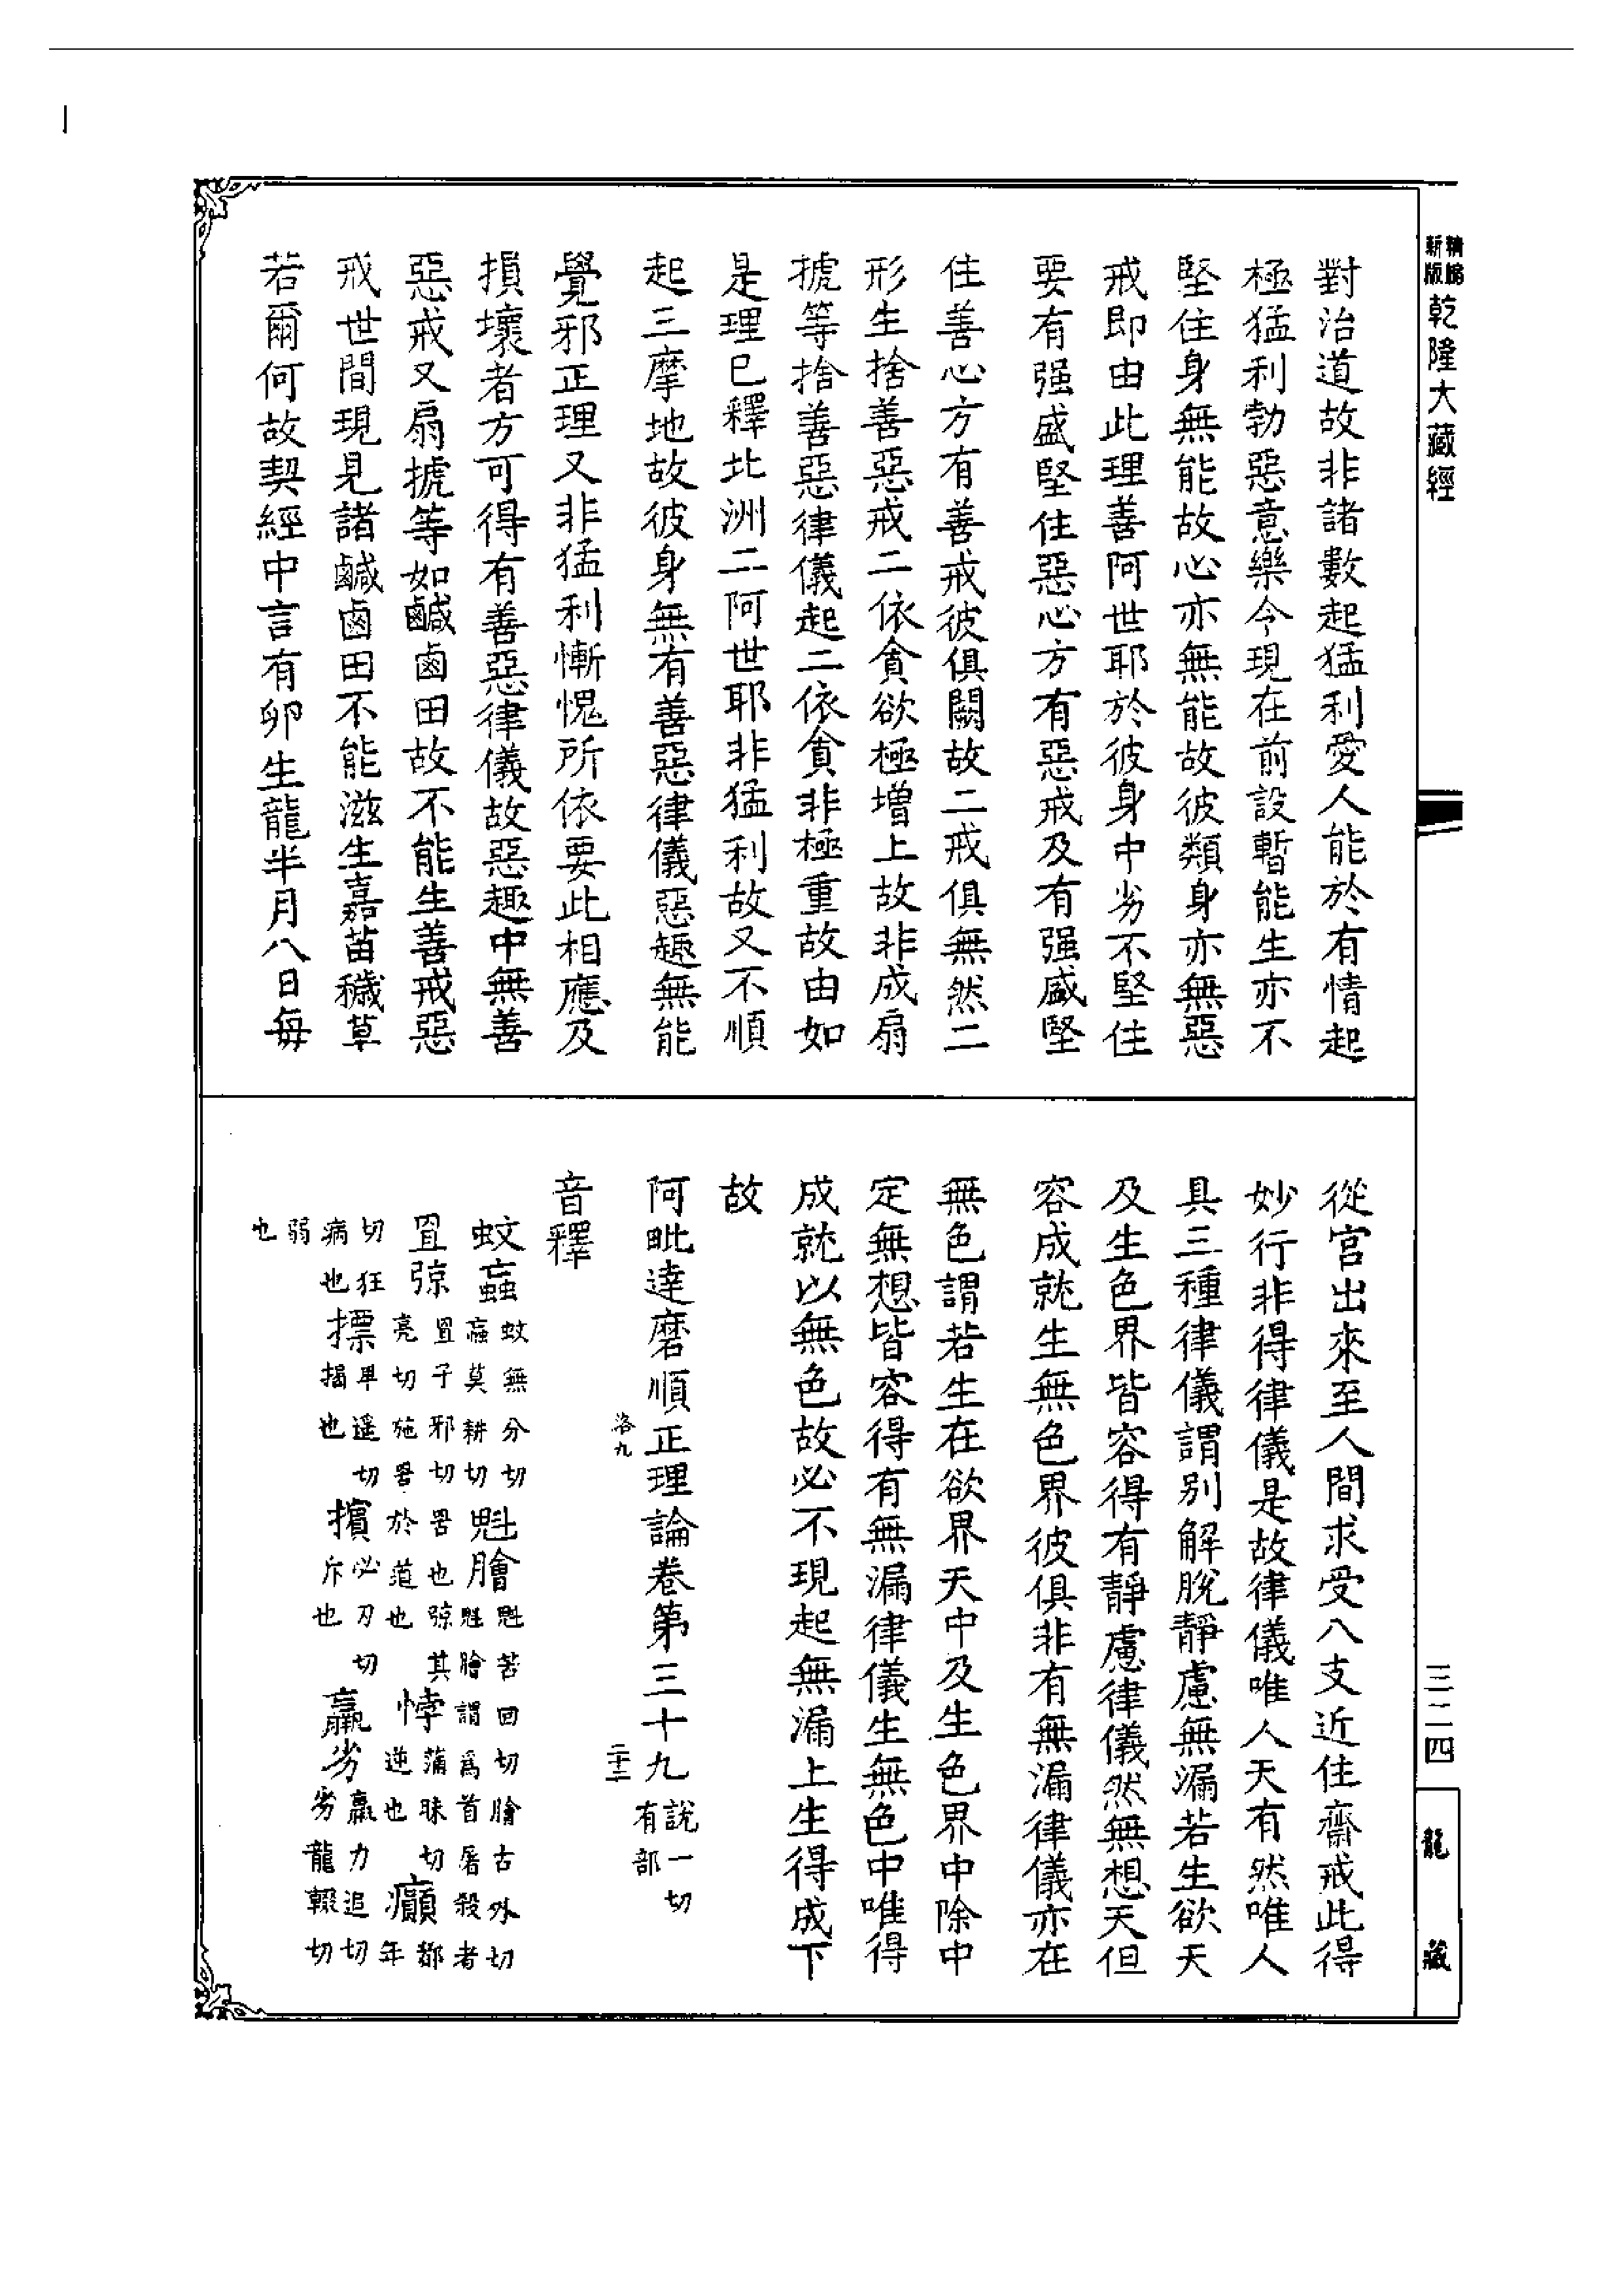 精縮新版 乾隆大藏經
對治道故非諸數起猛利愛人能於有情起
極猛利勃惡意樂今現在前設暫能生亦不
堅住身無能故心亦無能故彼類身亦無惡
戒即由此理善阿世耶於彼身中劣不堅住
要有强盛堅住惡心方有惡戒及有强盛堅
住善心方有善戒彼俱闕故二戒俱無然二
形生捨善惡戒二依貪欲極增上故非成扇
搋等捨善惡律儀起二依貪非極重故由如
是理已釋北洲二阿世耶非猛利故又不順
起三摩地故彼身無有善惡律儀惡趣無能
覺邪正理又非猛利慚愧所依要此相應及
損壞者方可得有善惡律儀故惡趣中無善
惡戒又扇搋等如鹹鹵田故不能生善戒惡
戒世間現見諸鹹鹵田不能滋生嘉苗穢草
若爾何故契經中言有卵生龍半月八日每
從宮出來至人間求受八支近住齋戒此得
妙行非得律儀是故律儀唯人天有然唯人
具三種律儀謂別解脫靜慮無漏若生欲天
及生色界皆容得有靜慮律儀然無想天但
容成就生無色界彼俱非有無漏律儀亦在
無色謂若生在欲界天中及生色界中除中
定無想皆容得有無漏律儀生無色中唯得
成就以無色故必不現起無漏上生得成下
故
阿毗達磨順正理論卷第三十九 說一切有部
洛九 二十三
音釋
蚊蝱 蚊無分切蝱莫耕切 魁膾 魁苦回切膾古外切魁膾謂爲首屠殺者
罝弶 罝子邪切罟也弶其亮切施罟於道也 悖 蒲昧切逆也 癲 都年
切狂病也 摽 卑遙切揭也 擯 必刃切斥也 羸劣 羸力追切劣龍輟切
弱也
三二四
龍藏